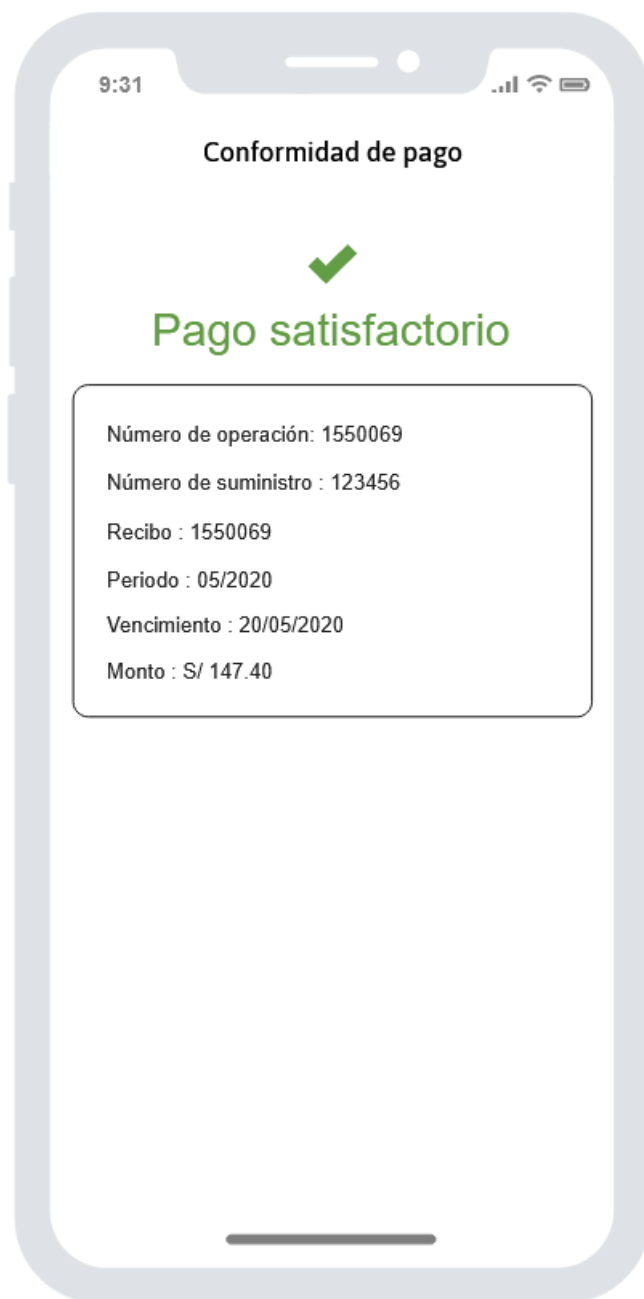 9:31
Conformidad de pago
Pago satisfactorio
Número de operación: 1550069
Número de suministro : 123456
Recibo : 1550069
Periodo : 05/2020
Vencimiento : 20/05/2020
Monto : S/ 147.40